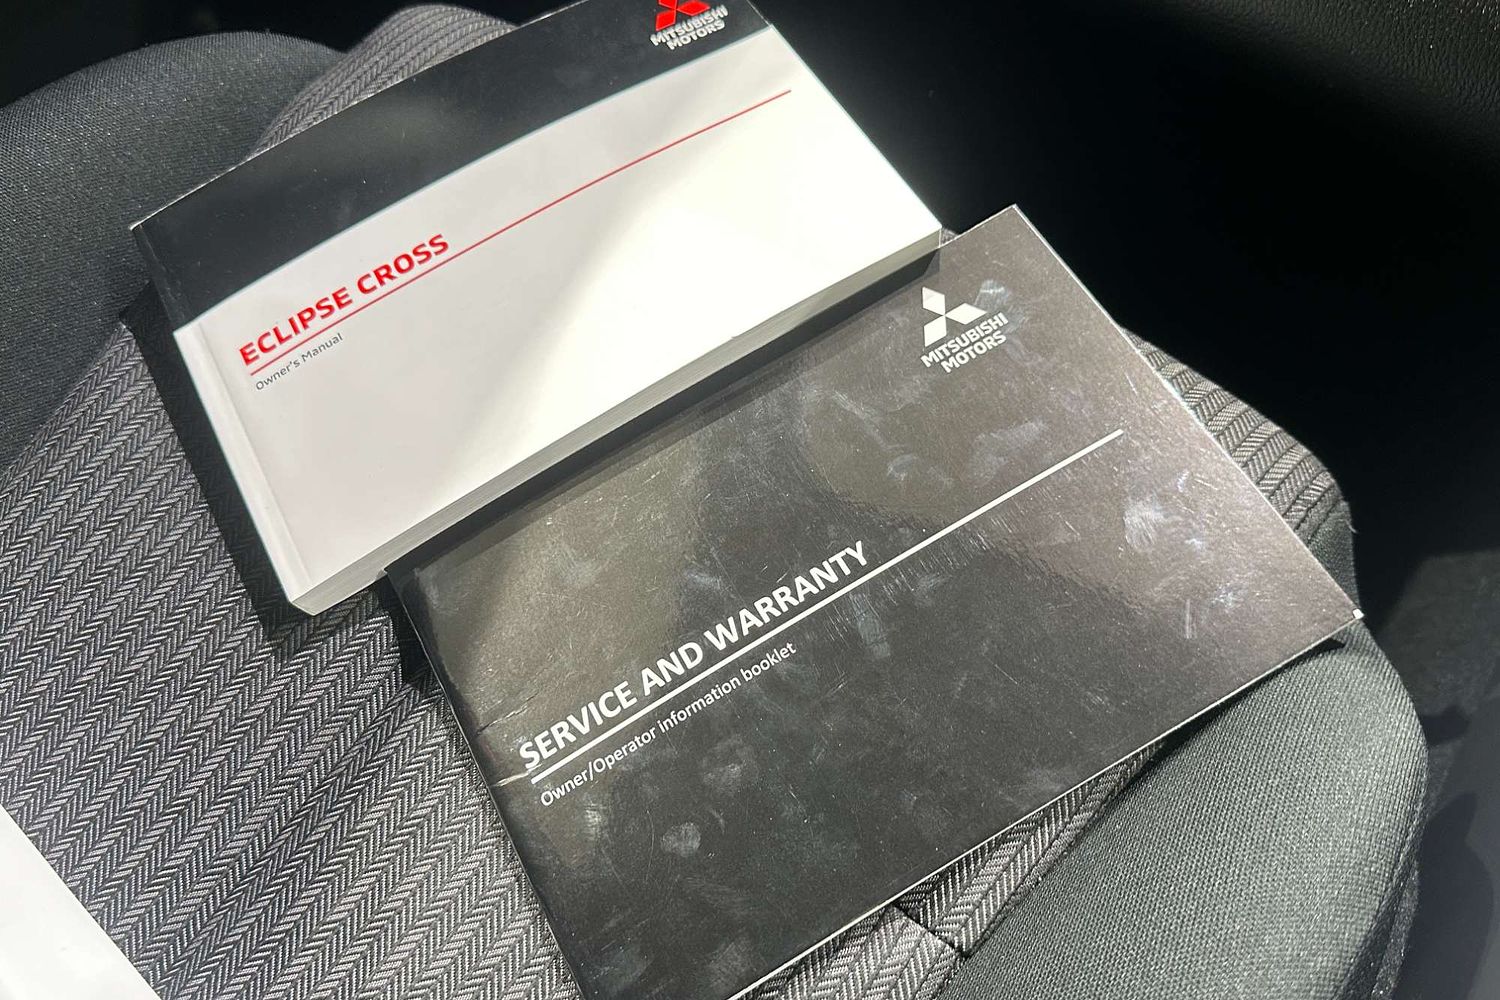 MITSUBISHI
MOTORS
ECLIPSE CROSS
Owner's Manual
MITSUBISHI
MOTORS
SERVICE AND WARRANTY
Owner/Operator information booklet